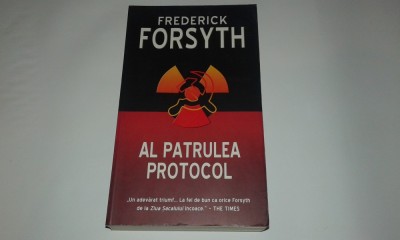 FREDERICK
FORSYTH
AL PATRULEA
PROTOCOL
„Un adevărat triumf... La fel de bun ca orice Forsyth
de la Ziua Șacalului încoace.” - THE TIMES